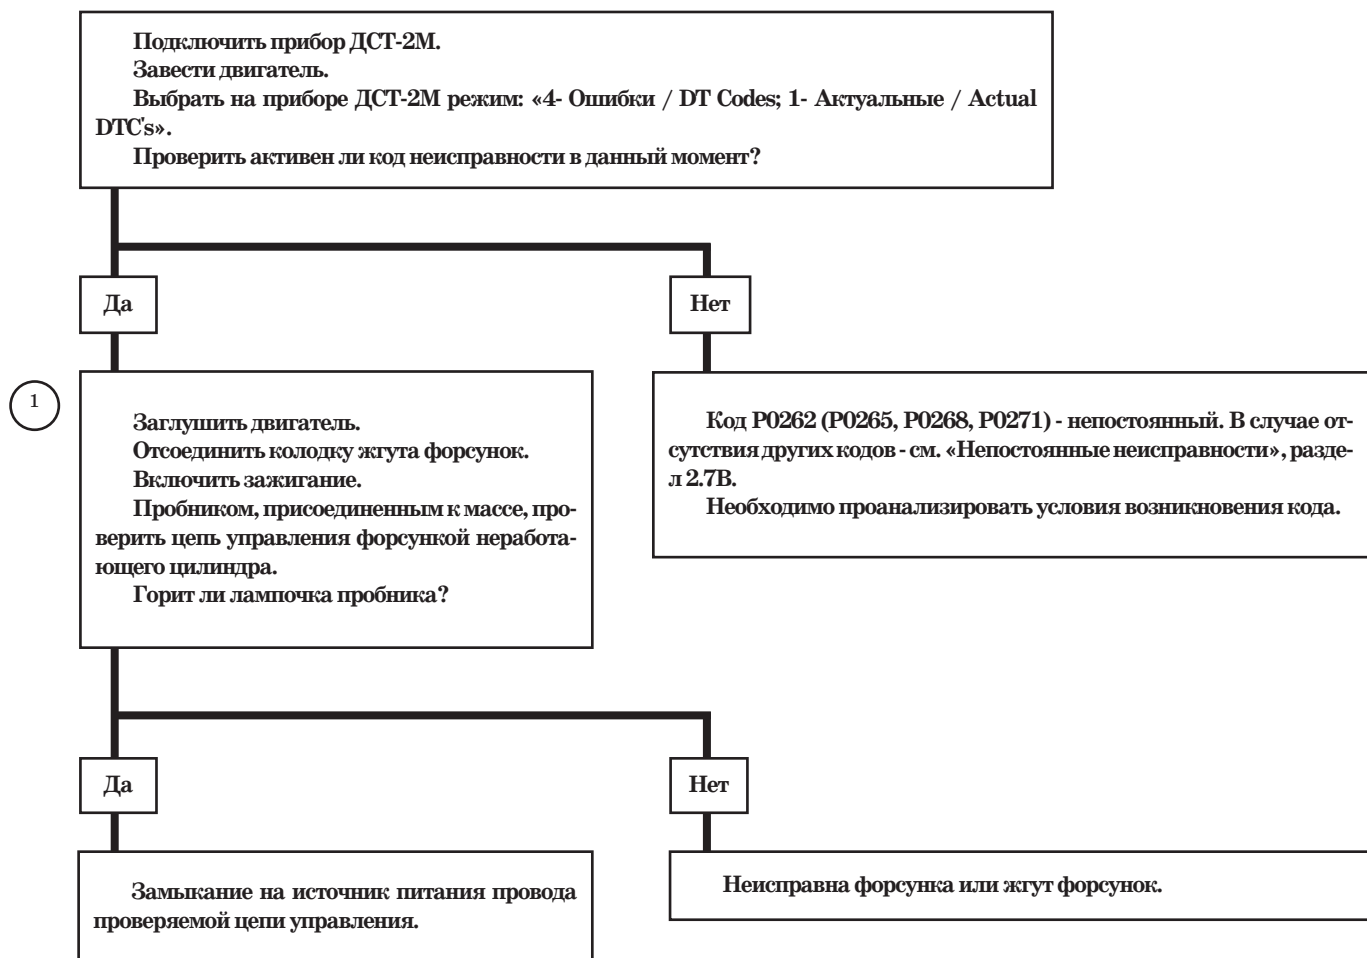 Подключить прибор ДСТ-2М.
Завести двигатель.
Выбрать на приборе ДСТ-2М режим: «4- Ошибки / DT Codes; 1- Актуальные / Actual
DTC's».
Проверить активен ли код неисправности в данный момент?
Да
Нет
1
Заглушить двигатель.
Отсоединить колодку жгута форсунок.
Включить зажигание.
Пробником, присоединенным к массе, про-
верить цепь управления форсункой неработа-
ющего цилиндра.
Горит ли лампочка пробника?
Код Р0262 (Р0265, Р0268, Р0271) - непостоянный. В случае от-
сутствия других кодов - см. «Непостоянные неисправности», разде-
л 2.7В.
Необходимо проанализировать условия возникновения кода.
Да
Нет
Замыкание на источник питания провода
проверяемой цепи управления.
Неисправна форсунка или жгут форсунок.